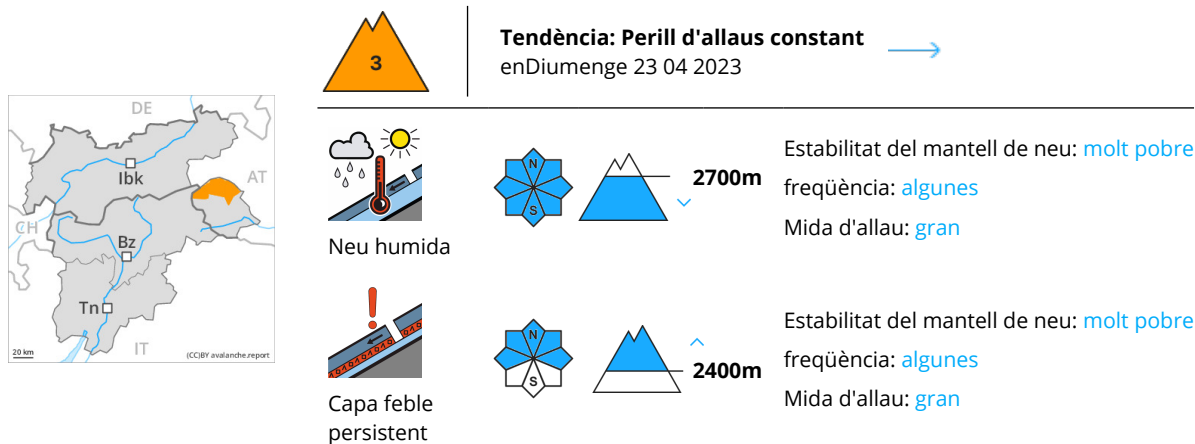 3
Tendència: Perill d'allaus constant
enDiumenge 23 04 2023
DE
AT
Ibk
CH
Bz
Tn
IT
20 km
(CC)BY avalanche.report
Neu humida
N
S
2700m
Estabilitat del mantell de neu: molt pobre
freqüència: algunes
Mida d'allau: gran
Capa feble
persistent
N
S
2400m
Estabilitat del mantell de neu: molt pobre
freqüència: algunes
Mida d'allau: gran